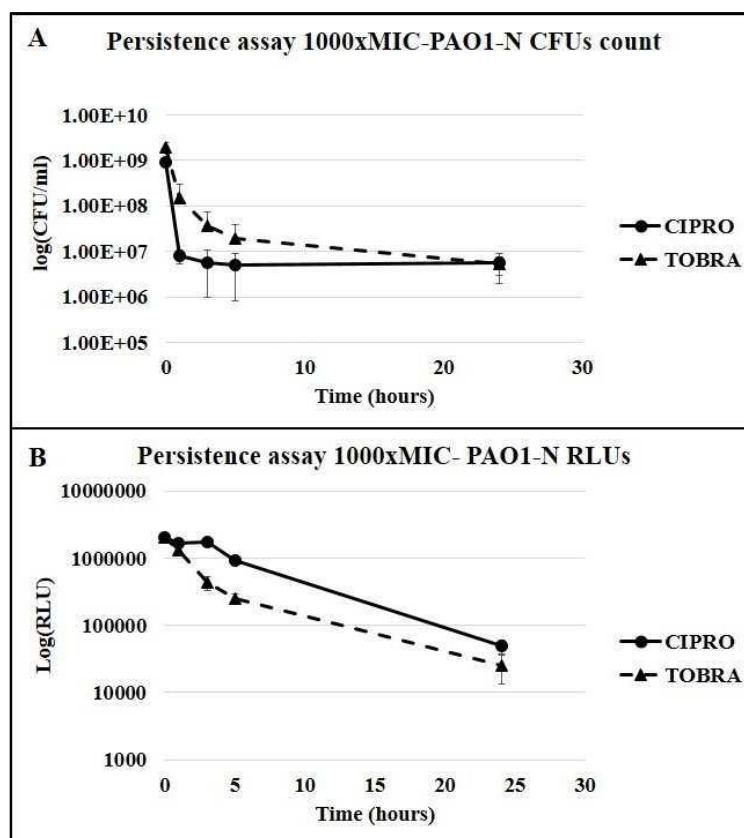 A
Persistence assay 1000xMIC-PAO1-N CFUs count
1.00E+10
1.00E+09
1.00E+08
1.00E+07
1.00E+06
1.00E+05
log(CFU/ml)
0
10
20
30
Time (hours)
CIPRO
TOBRA
B
Persistence assay 1000xMIC- PAO1-N RLUs
10000000
1000000
100000
10000
1000
Log(RLU)
0
5
10
15
20
25
30
Time (hours)
CIPRO
TOBRA